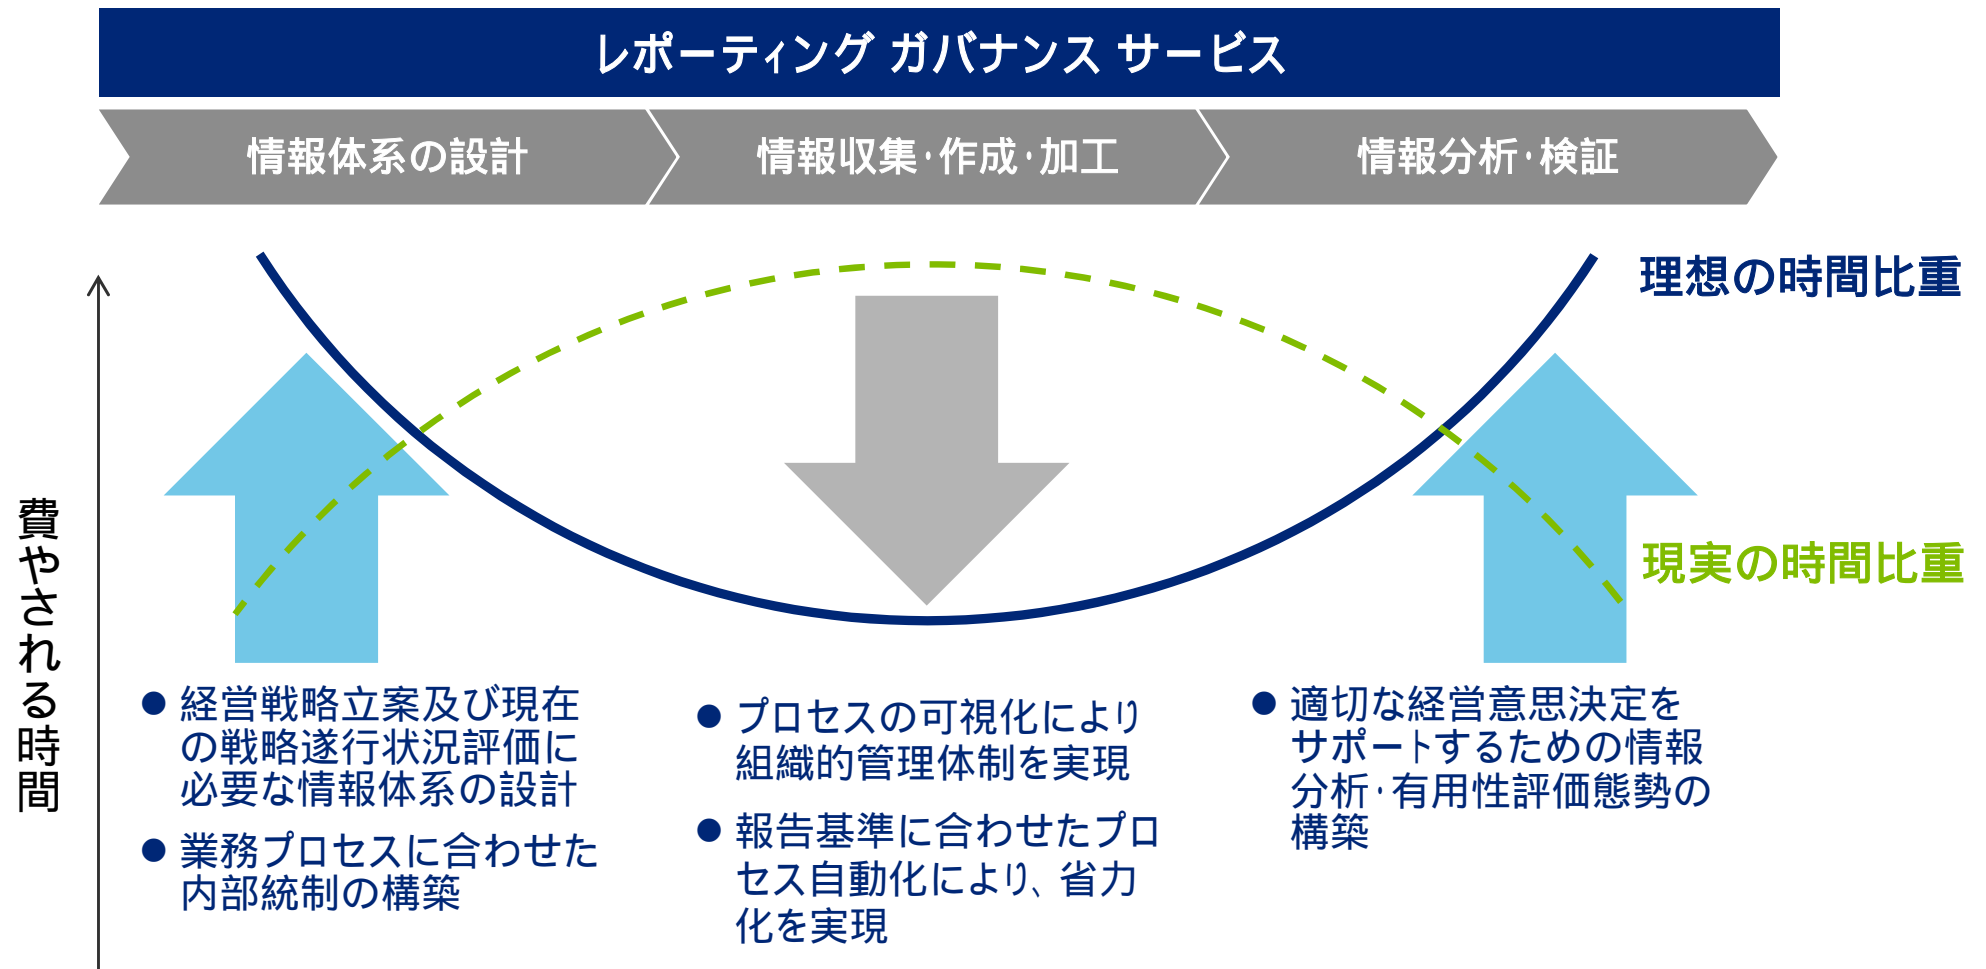 レポーティング ガバナンス サービス
情報体系の設計
情報収集・作成・加工
情報分析・検証
理想の時間比重
現実の時間比重
費やされる時間
●経営戦略立案及び現在
の戦略遂行状況評価に
必要な情報体系の設計
●業務プロセスに合わせた
内部統制の構築
●プロセスの可視化により
組織的管理体制を実現
●報告基準に合わせたプロ
セス自動化により、省力
化を実現
●適切な経営意思決定を
サポートするための情報
分析・有用性評価態勢の
構築